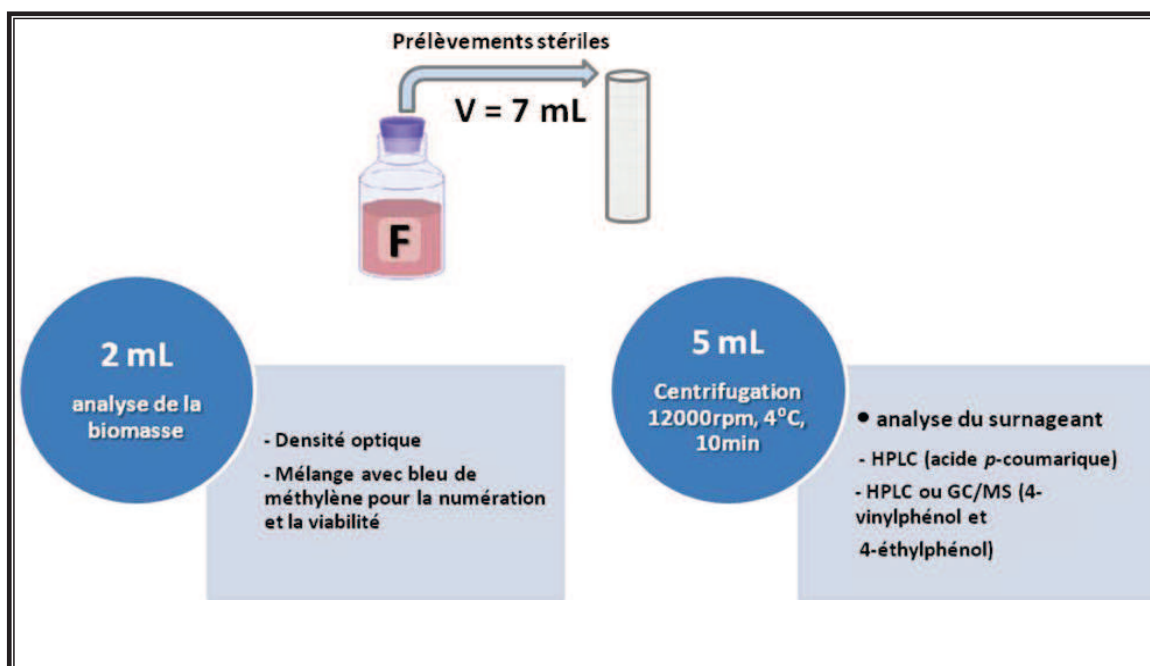 Prélèvements stériles
V = 7 mL
F
2 mL
analyse de la
biomasse
- Densité optique
- Mélange avec bleu de
méthylène pour la numération
et la viabilité
5 mL
Centrifugation
12000rpm, 4°C,
10min
• analyse du surnageant
- HPLC (acide p-coumarique)
- HPLC ou GC/MS (4-
vinylphénol et
4-éthylphénol)